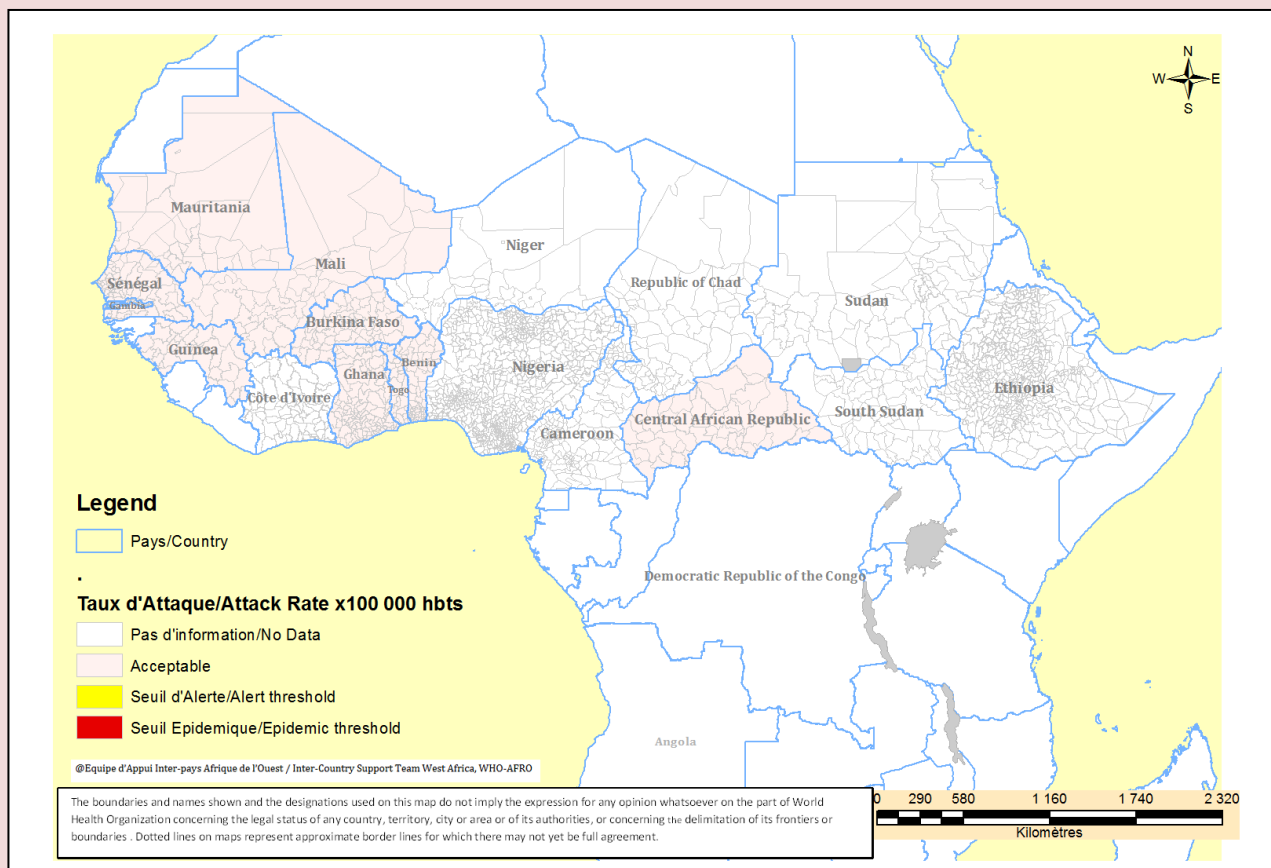 N
W E
S
Mauritania
Niger
Mali
Republic of Chad
Sénégal
Sudan
Gambia
Burkina Faso
Guinea
Benin
Ghana
Nigeria
Togo
Ethiopia
Côte d'Ivoire
South Sudan
Central African Republic
Cameroon
Democratic Republic of the Congo
Angola
Legend
Pays/Country
.
Taux d'Attaque/Attack Rate x100 000 hbts
Pas d'information/No Data
Acceptable
Seuil d'Alerte/Alert threshold
Seuil Epidemique/Epidemic threshold
@Equipe d'Appui Inter-pays Afrique de l'Ouest / Inter-Country Support Team West Africa, WHO-AFRO
The boundaries and names shown and the designations used on this map do not imply the expression for any opinion whatsoever on the part of World
Health Organization concerning the legal status of any country, territory, city or area or of its authorities, or concerning the delimitation of its frontiers or
boundaries . Dotted lines on maps represent approximate border lines for which there may not yet be full agreement.
0 290 580 1 160 1 740 2 320
Kilomètres